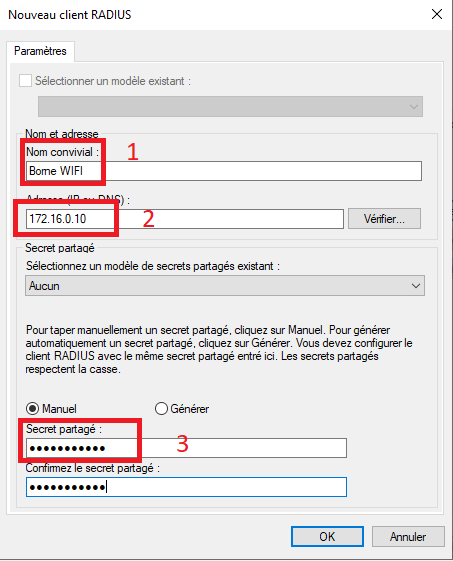 Nouveau client RADIUS
Paramètres
Sélectionner un modèle existant :
Nom et adresse
Nom convivial :
1
Borne WIFI
Adresse (IP ou DNS) :
172.16.0.10
2
Vérifier...
Secret partagé
Sélectionnez un modèle de secrets partagés existant :
Aucun
Pour taper manuellement un secret partagé, cliquez sur Manuel. Pour générer
automatiquement un secret partagé, cliquez sur Générer. Vous devez configurer le
client RADIUS avec le même secret partagé entré ici. Les secrets partagés
respectent la casse.
Manuel
Générer
Secret partagé :
●●●●●●●●●●●
3
Confirmez le secret partagé :
●●●●●●●●●●●
OK
Annuler